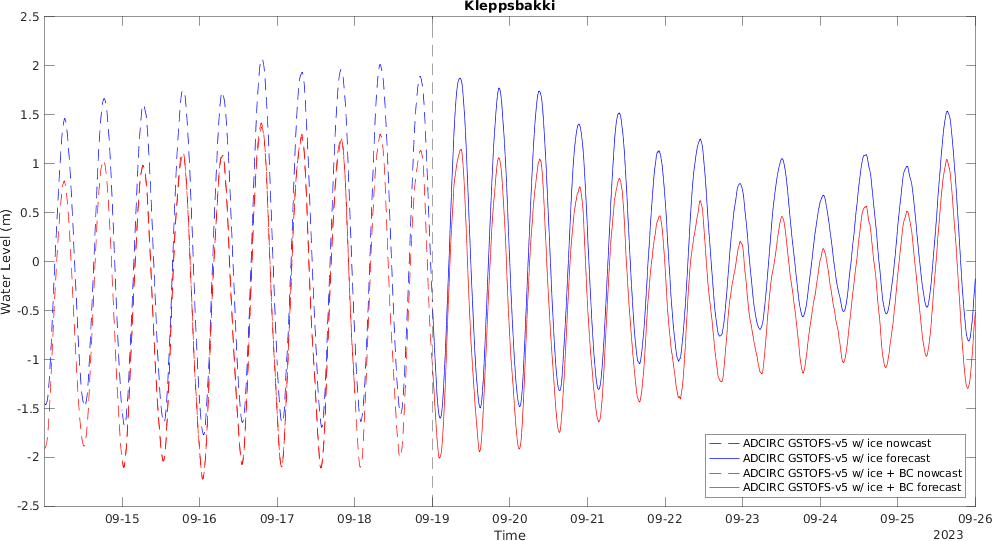 Kleppsbakki
2.5
2
1.5
1
0.5
0
-0.5
-1
-1.5
-2
-2.5
Water Level (m)
09-15 09-16 09-17 09-18 09-19 09-20 09-21 09-22 09-23 09-24 09-25 09-26
Time
2023
ADCIRC GSTOFS-v5 w/ ice nowcast
ADCIRC GSTOFS-v5 w/ ice forecast
ADCIRC GSTOFS-v5 w/ ice + BC nowcast
ADCIRC GSTOFS-v5 w/ ice + BC forecast